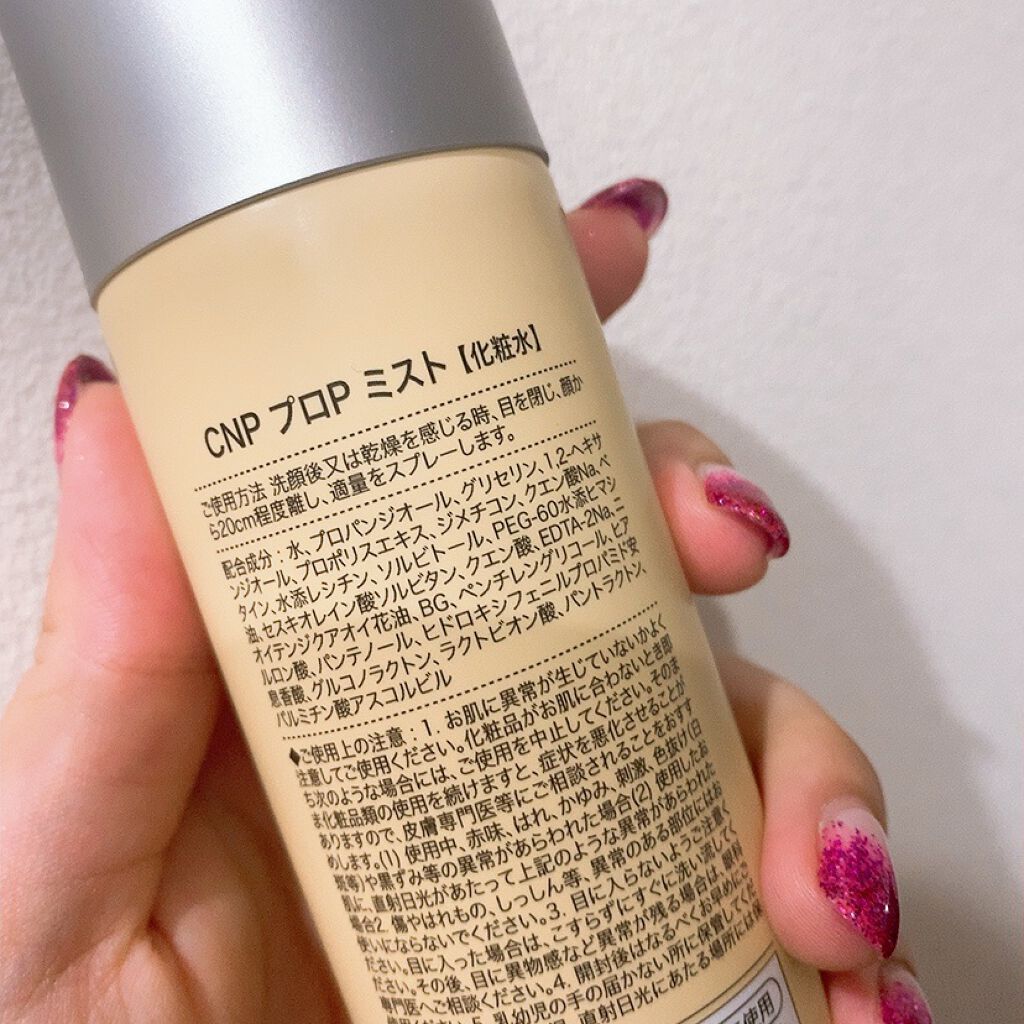 CNP プロP ミスト【化粧水】
ご使用方法 洗顔後又は乾燥を感じる時、目を閉じ、顔か
ら20cm程度離し、適量をスプレーします。
配合成分：水、プロパンジオール、グリセリン、1,2-ヘキサ
ンジオール、プロポリスエキス、ジメチコン、クエン酸Na、ベ
タイン、水添レシチン、ソルビトール、PEG-60水添ヒマシ
油、セスキオレイン酸ソルビタン、クエン酸、EDTA-2Na、ニ
オイテンジクアオイ花油、BG、ペンチレングリコール、ヒア
ルロン酸、パンテノール、ヒドロキシフェニルプロパミド安
息香酸、グルコノラクトン、ラクトビオン酸、パントラクトン、
パルミチン酸アスコルビル
◆ご使用上の注意：1. お肌に異常が生じていないかよく
注意してご使用ください。化粧品がお肌に合わないとき即
ち次のような場合には、ご使用を中止してください。そのま
ま化粧品類の使用を続けますと、症状を悪化させることが
ありますので、皮膚専門医等にご相談されることをおすす
めします。(1) 使用中、赤味、はれ、かゆみ、刺激、色抜け(白
斑等)や黒ずみ等の異常があらわれた場合(2) 使用したお
肌に、直射日光があたって上記のような異常があらわれた
場合2. 傷やはれもの、しっしん等、異常のある部位にはお
使いにならないでください。3. 目に入らないようご注意く
ださい。目に入った場合は、こすらずにすぐに洗い流してく
ださい。その後、目に異物感など異常が残る場合は、眼科
専門医へご相談ください。4. 開封後はなるべくお早めにご
使用ください。5. 乳幼児の手の届かない所に保管してく
直射日光にあたる場所には保
使用